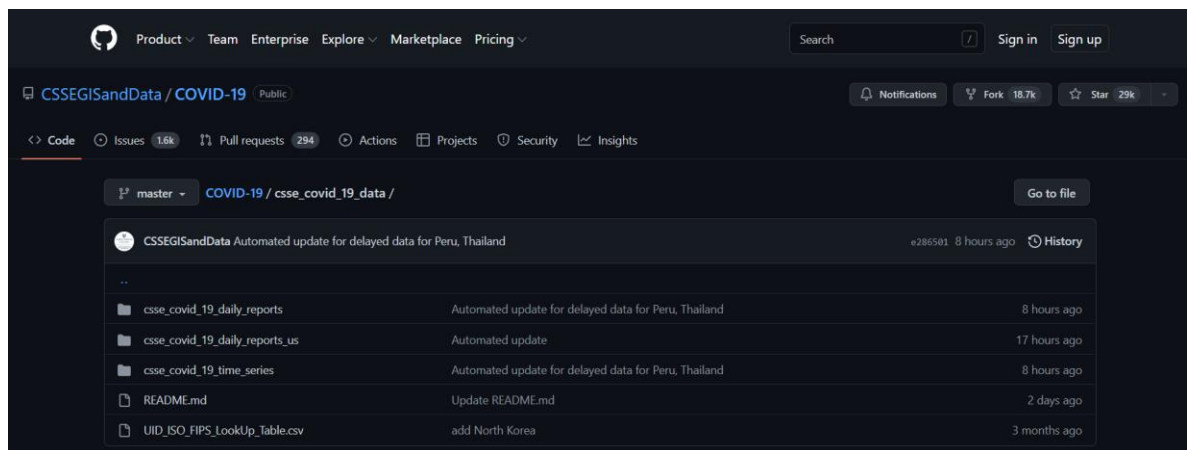 Product Team Enterprise Explore Marketplace Pricing Search / Sign in Sign up
CSSEGISandData / COVID-19 Public Notifications Fork 18.7k Star 29k
<> Code Issues 1.6k Pull requests 294 Actions Projects Security Insights
master COVID-19 / csse_covid_19_data / Go to file
CSSEGISandData Automated update for delayed data for Peru, Thailand e286501 8 hours ago History
..
csse_covid_19_daily_reports Automated update for delayed data for Peru, Thailand 8 hours ago
csse_covid_19_daily_reports_us Automated update 17 hours ago
csse_covid_19_time_series Automated update for delayed data for Peru, Thailand 8 hours ago
README.md Update README.md 2 days ago
UID_ISO_FIPS_LookUp_Table.csv add North Korea 3 months ago